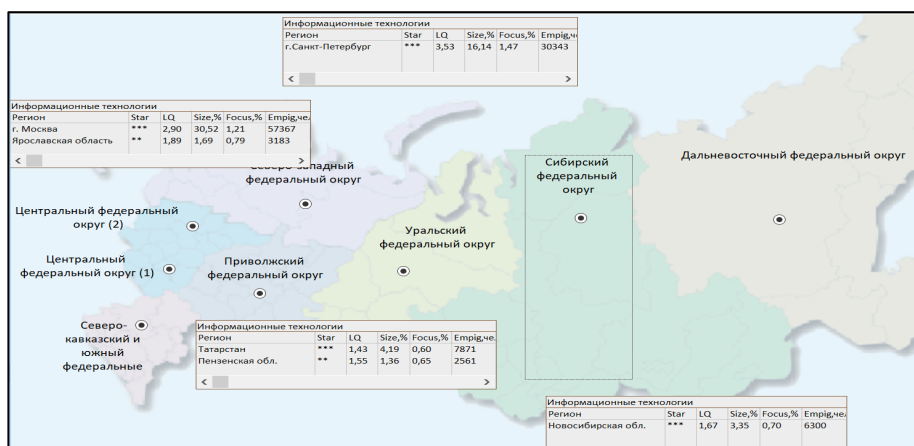 Информационные технологии
Регион Star LQ Size,% Focus,% Empig,че
г.Санкт-Петербург *** 3,53 16,14 1,47 30343
Информационные технологии
Регион Star LQ Size,% Focus,% Empig,че
г. Москва *** 2,90 30,52 1,21 57367
Ярославская область ** 1,89 1,69 0,79 3183
Северо-западный
федеральный округ
Сибирский
федеральный
округ
Дальневосточный федеральный округ
Центральный федеральный
округ (2)
Уральский
федеральный округ
Центральный
федеральный округ (1)
Приволжский
федеральный округ
Северо-
кавказский и
южный
федеральные
Информационные технологии
Регион Star LQ Size,% Focus,% Empig,че.
Татарстан *** 1,43 4,19 0,60 7871
Пензенская обл. ** 1,55 1,36 0,65 2561
Информационные технологии
Регион Star LQ Size,% Focus,% Empig,че
Новосибирская обл. *** 1,67 3,35 0,70 6300